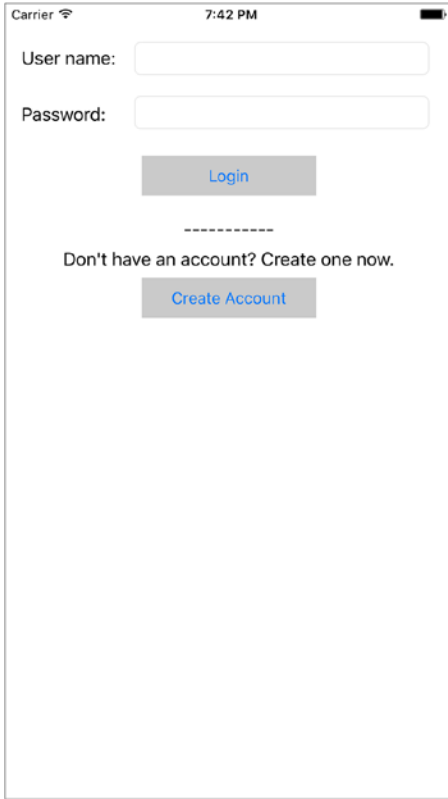 Carrier 7:42 PM
User name:
Password:
Login
-----------
Don't have an account? Create one now.
Create Account